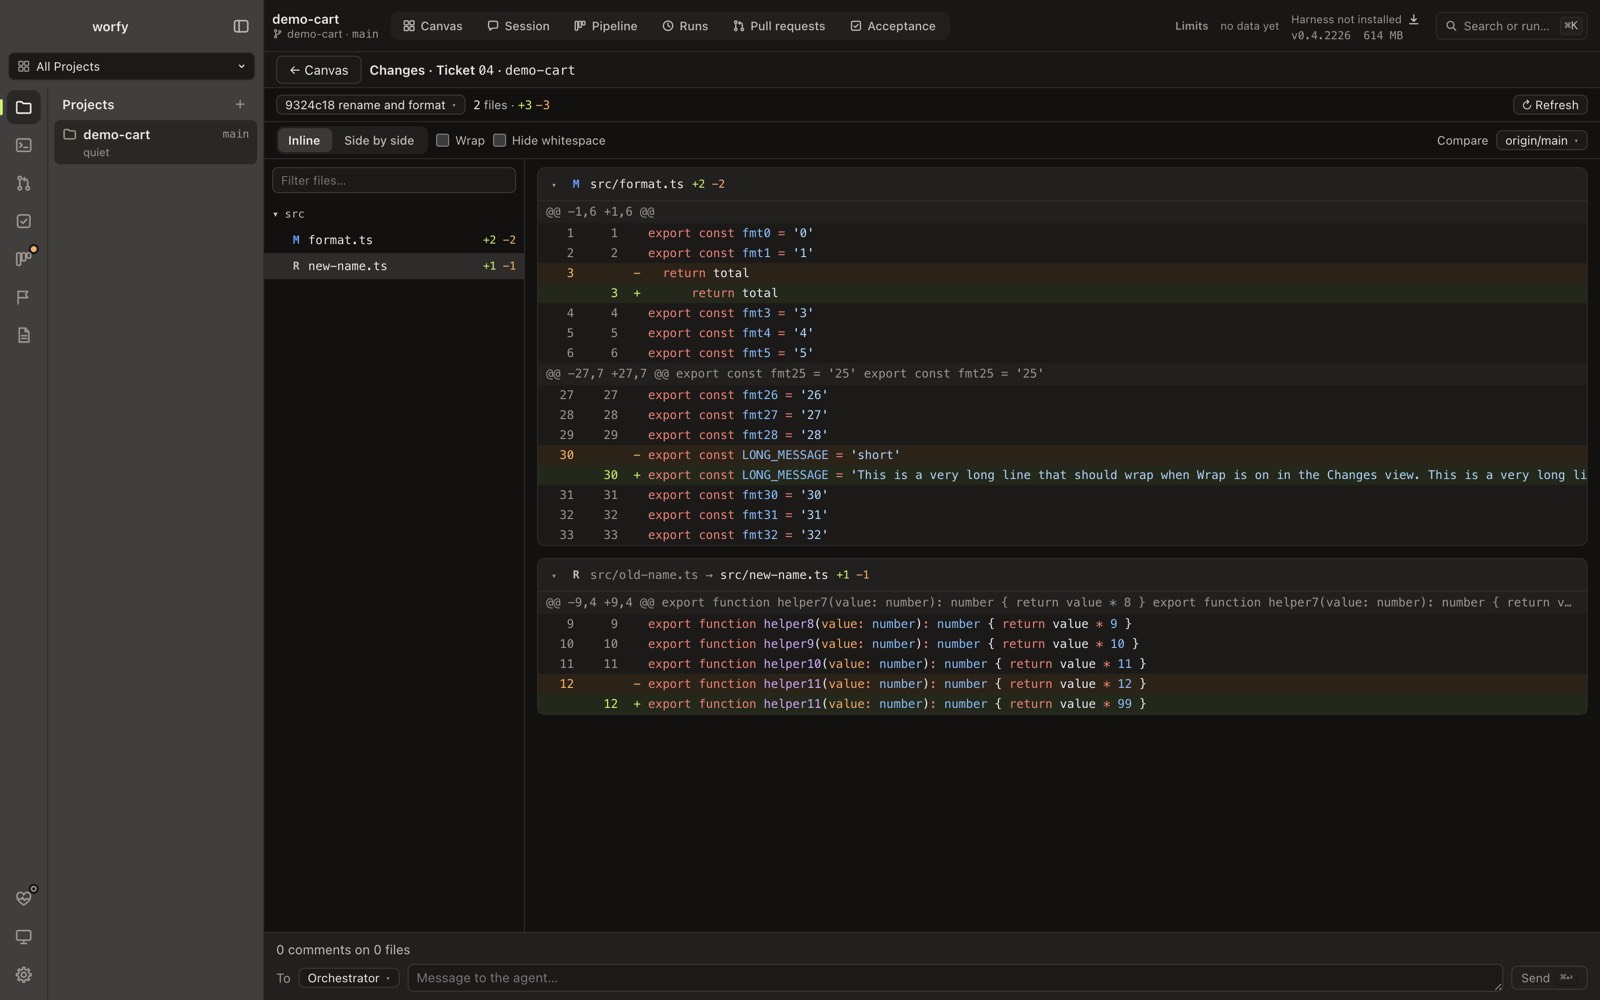 worfy
All Projects
Projects
demo-cart main
quiet
demo-cart
demo-cart · main
Canvas
Session
Pipeline
Runs
Pull requests
Acceptance
Limits no data yet
Harness not installed
v0.4.2226 614 MB
Search or run... ⌘K
← Canvas
Changes · Ticket 04 · demo-cart
9324c18 rename and format
2 files · +3 −3
Refresh
Inline
Side by side
Wrap
Hide whitespace
Compare origin/main
Filter files...
src
M format.ts +2 −2
R new-name.ts +1 −1
M src/format.ts +2 −2
@@ −1,6 +1,6 @@
1 1 export const fmt0 = '0'
2 2 export const fmt1 = '1'
3 − return total
3 + return total
4 4 export const fmt3 = '3'
5 5 export const fmt4 = '4'
6 6 export const fmt5 = '5'
@@ −27,7 +27,7 @@ export const fmt25 = '25' export const fmt25 = '25'
27 27 export const fmt26 = '26'
28 28 export const fmt27 = '27'
29 29 export const fmt28 = '28'
30 − export const LONG_MESSAGE = 'short'
30 + export const LONG_MESSAGE = 'This is a very long line that should wrap when Wrap is on in the Changes view. This is a very long li
31 31 export const fmt30 = '30'
32 32 export const fmt31 = '31'
33 33 export const fmt32 = '32'
R src/old-name.ts → src/new-name.ts +1 −1
@@ −9,4 +9,4 @@ export function helper7(value: number): number { return value * 8 } export function helper7(value: number): number { return v…
9 9 export function helper8(value: number): number { return value * 9 }
10 10 export function helper9(value: number): number { return value * 10 }
11 11 export function helper10(value: number): number { return value * 11 }
12 − export function helper11(value: number): number { return value * 12 }
12 + export function helper11(value: number): number { return value * 99 }
0 comments on 0 files
To Orchestrator
Message to the agent...
Send ⌘↩